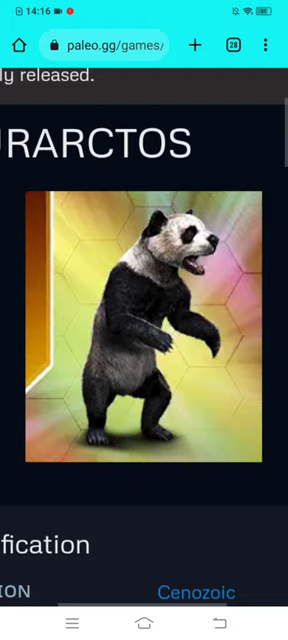 14:16
paleo.gg/games/
28
ly released.
URARCTOS
fication
ION
Cenozoic